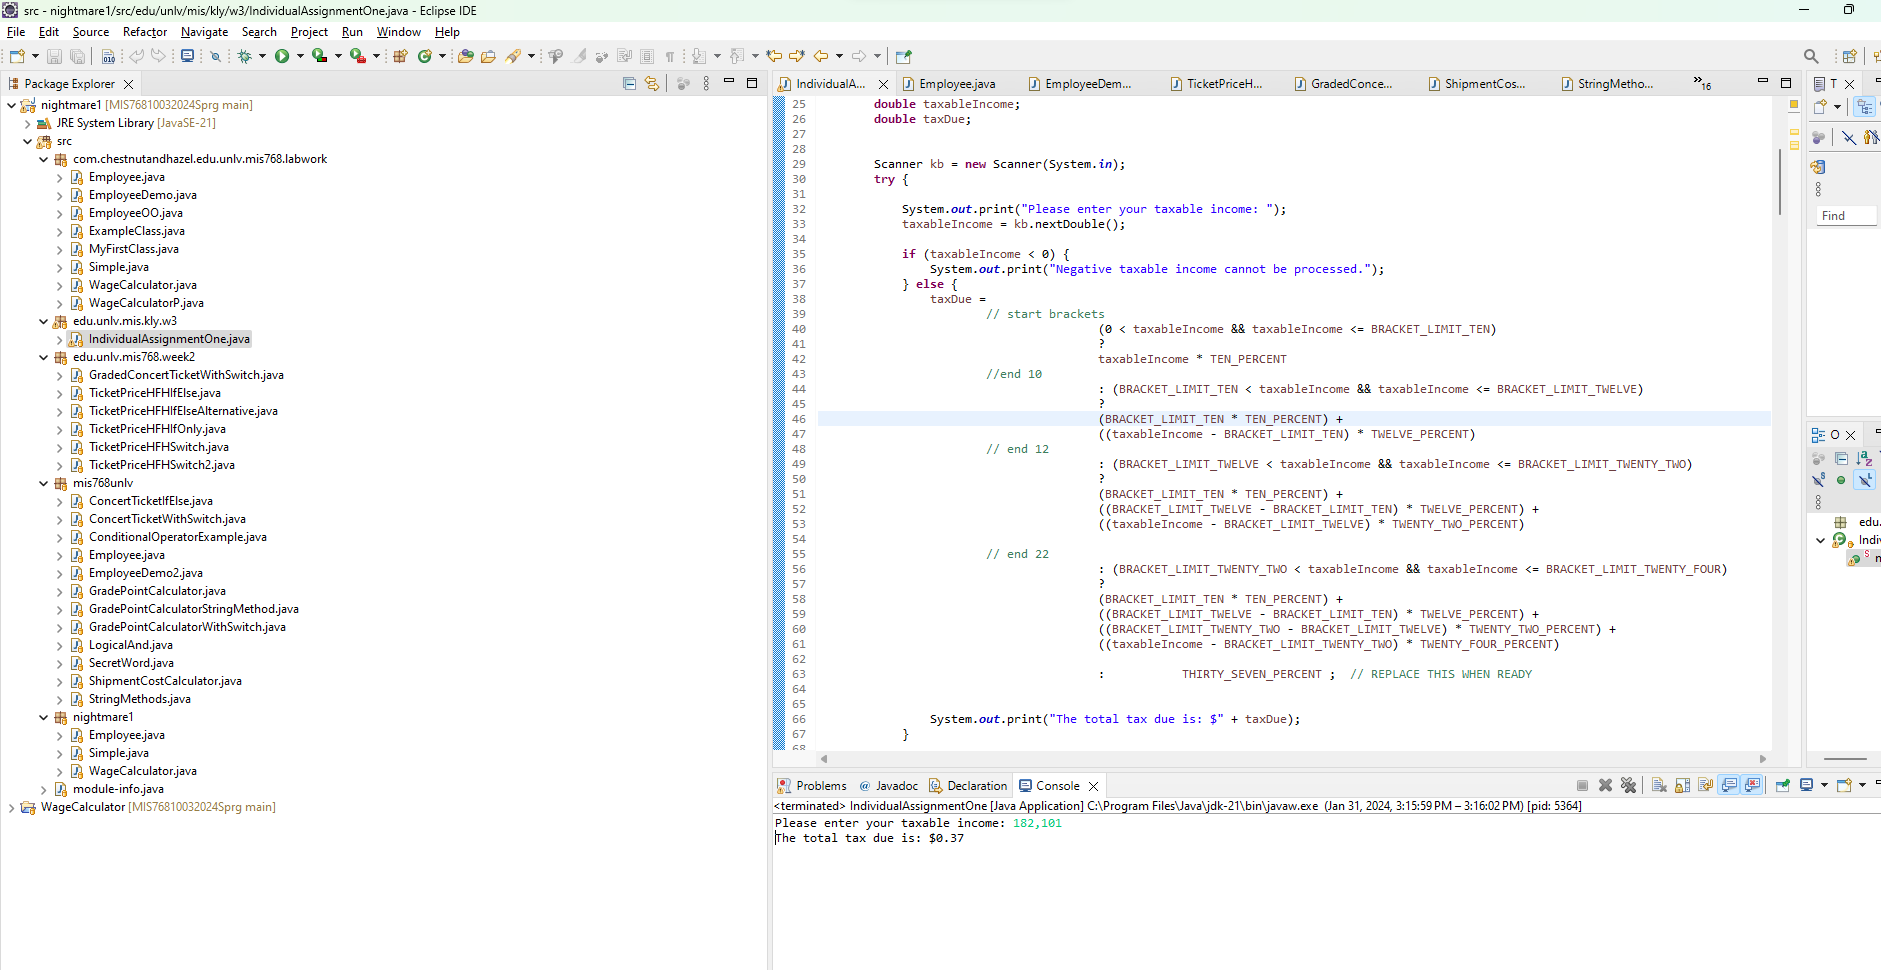 src - nightmare1/src/edu/unlv/mis/kly/w3/IndividualAssignmentOne.java - Eclipse IDE
File Edit Source Refactor Navigate Search Project Run Window Help
Package Explorer
nightmare1 [MIS76810032024Sprg main]
JRE System Library [JavaSE-21]
src
com.chestnutandhazel.edu.unlv.mis768.labwork
Employee.java
EmployeeDemo.java
EmployeeOO.java
ExampleClass.java
MyFirstClass.java
Simple.java
WageCalculator.java
WageCalculatorP.java
edu.unlv.mis.kly.w3
IndividualAssignmentOne.java
edu.unlv.mis768.week2
GradedConcertTicketWithSwitch.java
TicketPriceHFHIfElse.java
TicketPriceHFHIfElseAlternative.java
TicketPriceHFHIfOnly.java
TicketPriceHFHSwitch.java
TicketPriceHFHSwitch2.java
mis768unlv
ConcertTicketIfElse.java
ConcertTicketWithSwitch.java
ConditionalOperatorExample.java
Employee.java
EmployeeDemo2.java
GradePointCalculator.java
GradePointCalculatorStringMethod.java
GradePointCalculatorWithSwitch.java
LogicalAnd.java
SecretWord.java
ShipmentCostCalculator.java
StringMethods.java
nightmare1
Employee.java
Simple.java
WageCalculator.java
module-info.java
WageCalculator [MIS76810032024Sprg main]
IndividualA... Employee.java EmployeeDem... TicketPriceH... GradedConce... ShipmentCos... StringMetho... »16
25 double taxableIncome;
26 double taxDue;
27
28
29 Scanner kb = new Scanner(System.in);
30 try {
31
32 System.out.print("Please enter your taxable income: ");
33 taxableIncome = kb.nextDouble();
34
35 if (taxableIncome < 0) {
36 System.out.print("Negative taxable income cannot be processed.");
37 } else {
38 taxDue =
39 // start brackets
40 (0 < taxableIncome && taxableIncome <= BRACKET_LIMIT_TEN)
41 ?
42 taxableIncome * TEN_PERCENT
43 //end 10
44 : (BRACKET_LIMIT_TEN < taxableIncome && taxableIncome <= BRACKET_LIMIT_TWELVE)
45 ?
46 (BRACKET_LIMIT_TEN * TEN_PERCENT) +
47 ((taxableIncome - BRACKET_LIMIT_TEN) * TWELVE_PERCENT)
48 // end 12
49 : (BRACKET_LIMIT_TWELVE < taxableIncome && taxableIncome <= BRACKET_LIMIT_TWENTY_TWO)
50 ?
51 (BRACKET_LIMIT_TEN * TEN_PERCENT) +
52 ((BRACKET_LIMIT_TWELVE - BRACKET_LIMIT_TEN) * TWELVE_PERCENT) +
53 ((taxableIncome - BRACKET_LIMIT_TWELVE) * TWENTY_TWO_PERCENT)
54
55 // end 22
56 : (BRACKET_LIMIT_TWENTY_TWO < taxableIncome && taxableIncome <= BRACKET_LIMIT_TWENTY_FOUR)
57 ?
58 (BRACKET_LIMIT_TEN * TEN_PERCENT) +
59 ((BRACKET_LIMIT_TWELVE - BRACKET_LIMIT_TEN) * TWELVE_PERCENT) +
60 ((BRACKET_LIMIT_TWENTY_TWO - BRACKET_LIMIT_TWELVE) * TWENTY_TWO_PERCENT) +
61 ((taxableIncome - BRACKET_LIMIT_TWENTY_TWO) * TWENTY_FOUR_PERCENT)
62
63 : THIRTY_SEVEN_PERCENT ; // REPLACE THIS WHEN READY
64
65
66 System.out.print("The total tax due is: $" + taxDue);
67 }
68
T
Find
O
edu.
Indi
Problems @ Javadoc Declaration Console
<terminated> IndividualAssignmentOne [Java Application] C:\Program Files\Java\jdk-21\bin\javaw.exe (Jan 31, 2024, 3:15:59 PM – 3:16:02 PM) [pid: 5364]
Please enter your taxable income: 182,101
The total tax due is: $0.37